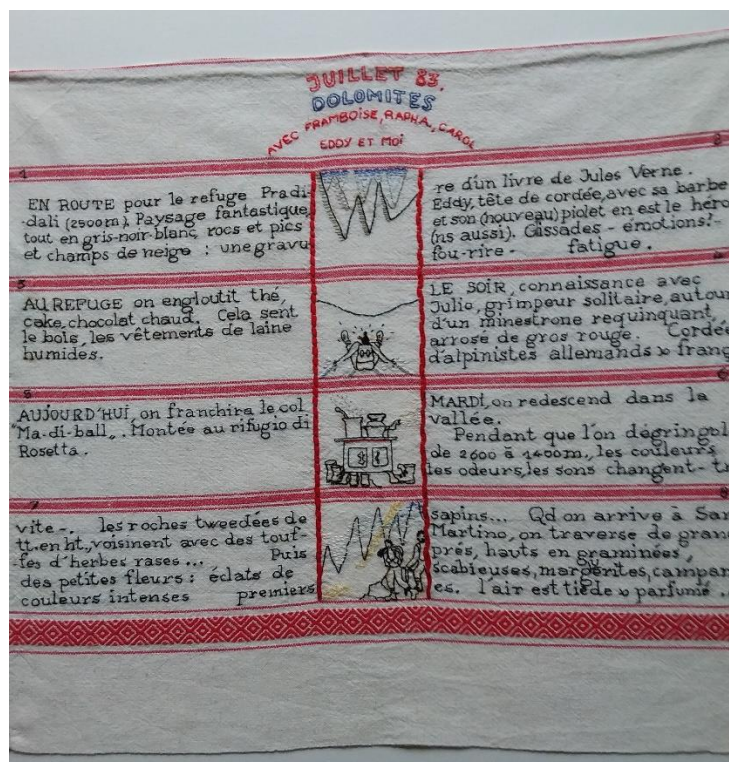 JUILLET 83.
DOLOMITES
AVEC FRAMBOISE, RAPHA., CAROL
EDDY ET MOI
1
EN ROUTE pour le refuge Pradi-
-dali (2500m). Paysage fantastique,
tout en gris-noir-blanc, rocs et pics
et champs de neige : une gravu
2
re d'un livre de Jules Verne.
Eddy, tête de cordée, avec sa barbe
et son (nouveau) piolet en est le héro
(ns aussi). Glissades - émotions! -
fou-rire. fatigue.
3
AU REFUGE on engloutit thé,
cake, chocolat chaud. Cela sent
le bois, les vêtements de laine
humides.
4
LE SOIR, connaissance avec
Julio, grimpeur solitaire, autour
d'un minestrone requinquant,
arrosé de gros rouge. Cordée
d'alpinistes allemands & franç
5
AUJOURD'HUI, on franchira le col
"Ma-di-ball". Montée au rifugio di
Rosetta.
6
MARDI, on redescend dans la
vallée.
Pendant que l'on dégringol
de 2600 à 1400m., les couleurs,
les odeurs, les sons changent - t
7
vite -. les roches tweedées de
tt. en ht., voisinent avec des touf-
-fes d'herbes rases... Puis
des petites fleurs : éclats de
couleurs intenses premiers
8
sapins... Qd on arrive à San
Martino, on traverse de gran
prés, hauts en graminées,
scabieuses, margerites, campan
es. l'air est tiède & parfumé ..